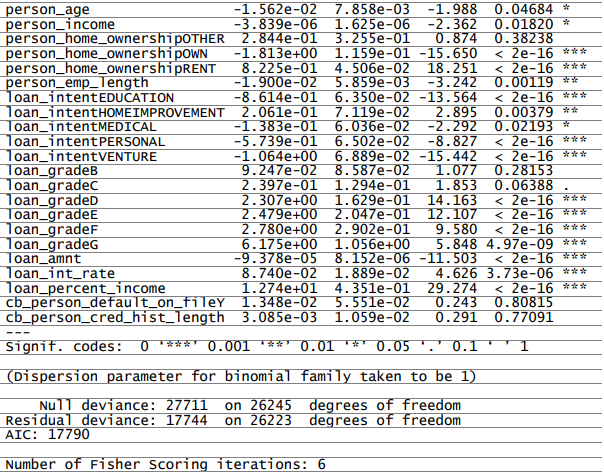 person_age -1.562e-02 7.858e-03 -1.988 0.04684 *
person_income -3.839e-06 1.625e-06 -2.362 0.01820 *
person_home_ownershipOTHER 2.844e-01 3.255e-01 0.874 0.38238
person_home_ownershipOWN -1.813e+00 1.159e-01 -15.650 < 2e-16 ***
person_home_ownershipRENT 8.225e-01 4.506e-02 18.251 < 2e-16 ***
person_emp_length -1.900e-02 5.859e-03 -3.242 0.00119 **
loan_intentEDUCATION -8.614e-01 6.350e-02 -13.564 < 2e-16 ***
loan_intentHOMEIMPROVEMENT 2.061e-01 7.119e-02 2.895 0.00379 **
loan_intentMEDICAL -1.383e-01 6.036e-02 -2.292 0.02193 *
loan_intentPERSONAL -5.739e-01 6.502e-02 -8.827 < 2e-16 ***
loan_intentVENTURE -1.064e+00 6.889e-02 -15.442 < 2e-16 ***
loan_gradeB 9.247e-02 8.587e-02 1.077 0.28153
loan_gradeC 2.397e-01 1.294e-01 1.853 0.06388 .
loan_gradeD 2.307e+00 1.629e-01 14.163 < 2e-16 ***
loan_gradeE 2.479e+00 2.047e-01 12.107 < 2e-16 ***
loan_gradeF 2.780e+00 2.902e-01 9.580 < 2e-16 ***
loan_gradeG 6.175e+00 1.056e+00 5.848 4.97e-09 ***
loan_amnt -9.378e-05 8.152e-06 -11.503 < 2e-16 ***
loan_int_rate 8.740e-02 1.889e-02 4.626 3.73e-06 ***
loan_percent_income 1.274e+01 4.351e-01 29.274 < 2e-16 ***
cb_person_default_on_fileY 1.348e-02 5.551e-02 0.243 0.80815
cb_person_cred_hist_length 3.085e-03 1.059e-02 0.291 0.77091
---
Signif. codes: 0 ‘***’ 0.001 ‘**’ 0.01 ‘*’ 0.05 ‘.’ 0.1 ‘ ’ 1
(Dispersion parameter for binomial family taken to be 1)
Null deviance: 27711 on 26245 degrees of freedom
Residual deviance: 17744 on 26223 degrees of freedom
AIC: 17790
Number of Fisher Scoring iterations: 6